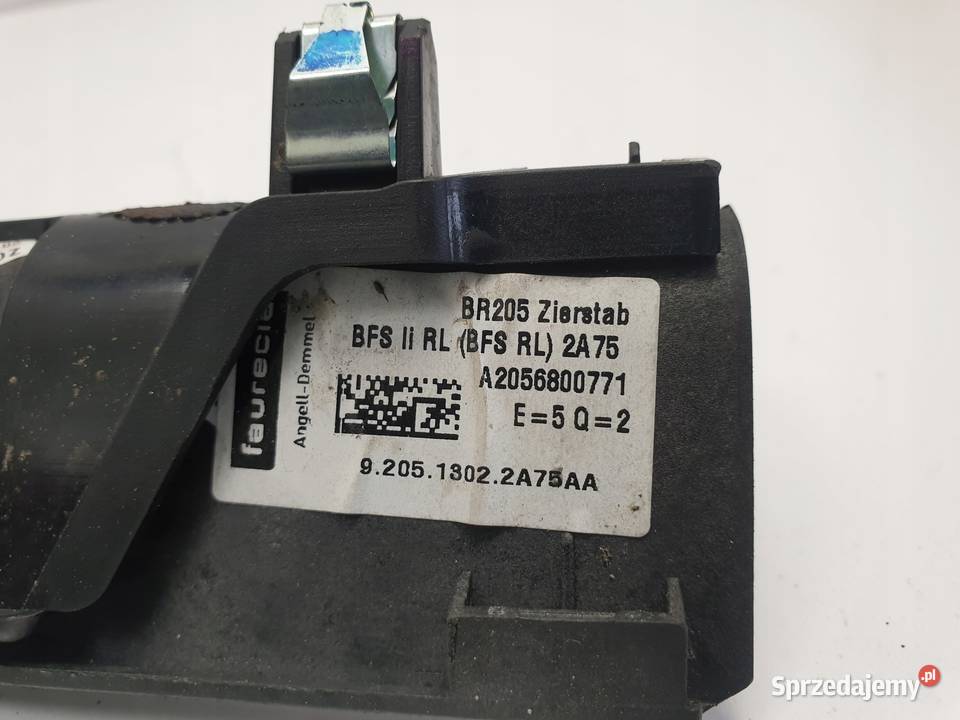 BR205 Zierstab
BFS li RL (BFS RL) 2A75
A2056800771
E=5 Q=2
9.205.1302.2A75AA
faurecia
Angell-Demmel
Sprzedajemy.pl